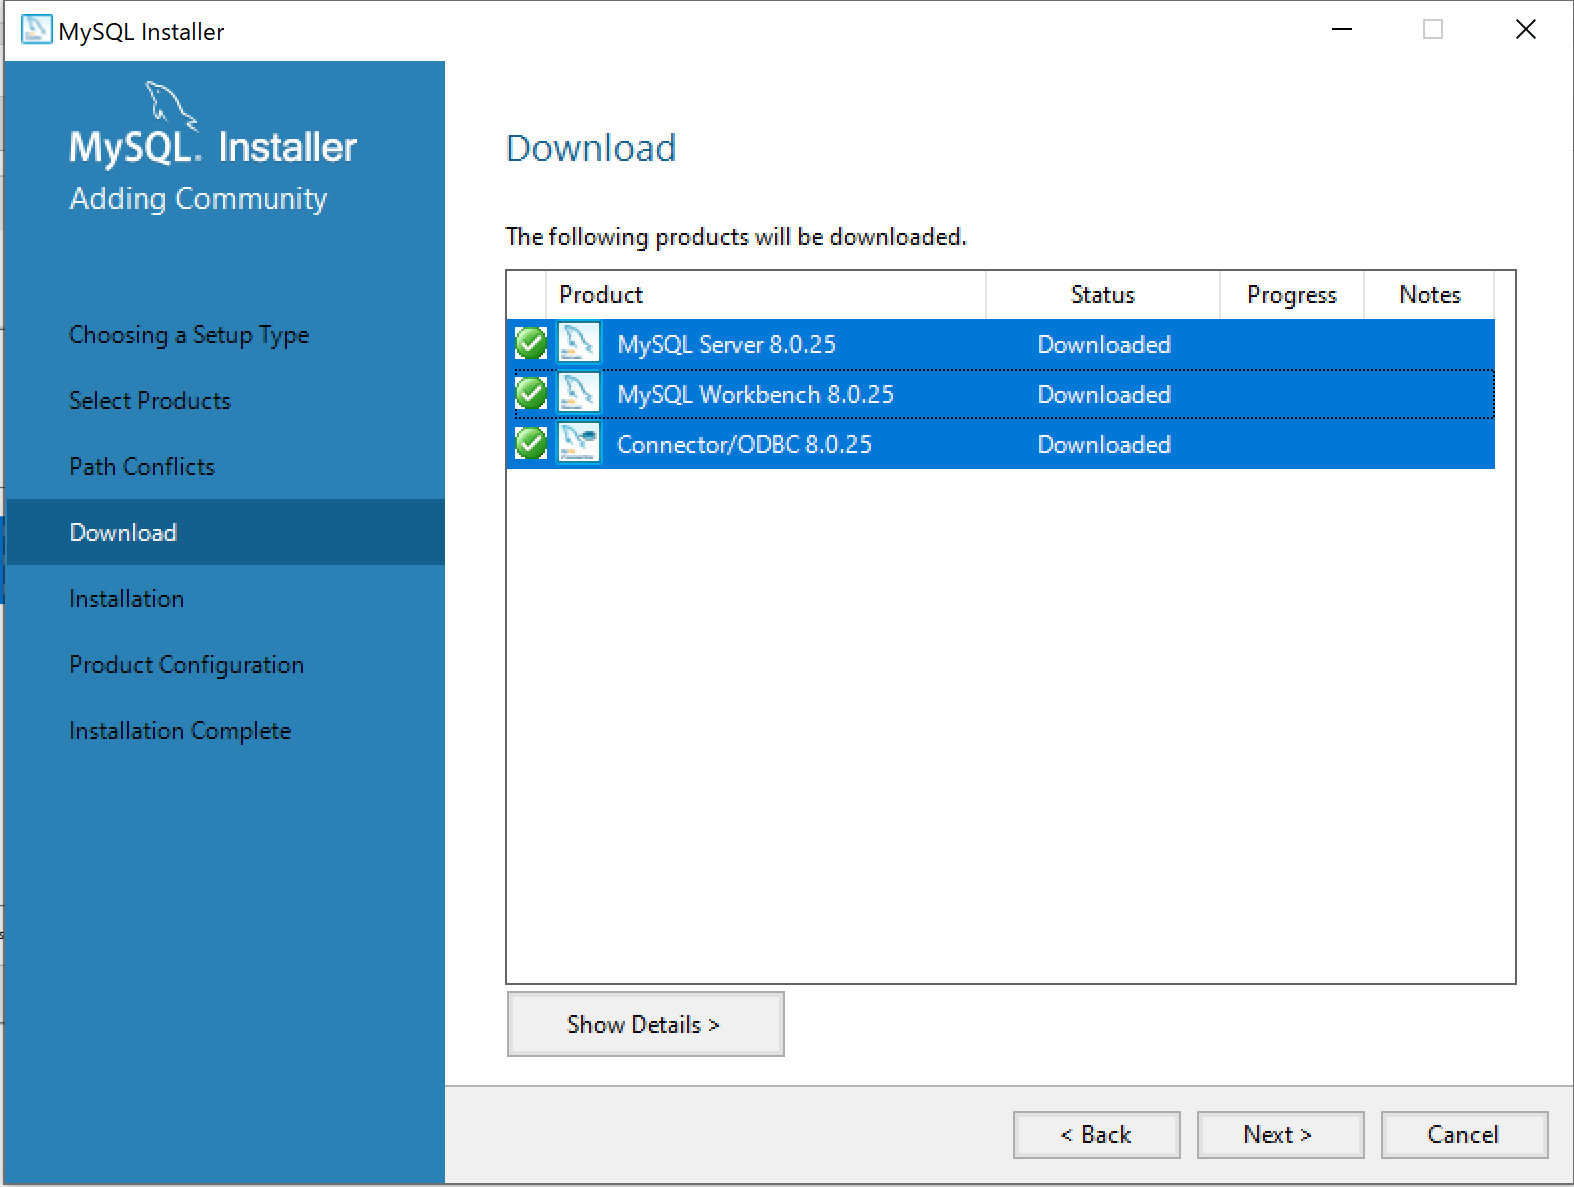 MySQL Installer
MySQL. Installer
Adding Community
Choosing a Setup Type
Select Products
Path Conflicts
Download
Installation
Product Configuration
Installation Complete
Download
The following products will be downloaded.
Product Status Progress Notes
MySQL Server 8.0.25 Downloaded
MySQL Workbench 8.0.25 Downloaded
Connector/ODBC 8.0.25 Downloaded
Show Details >
< Back Next > Cancel